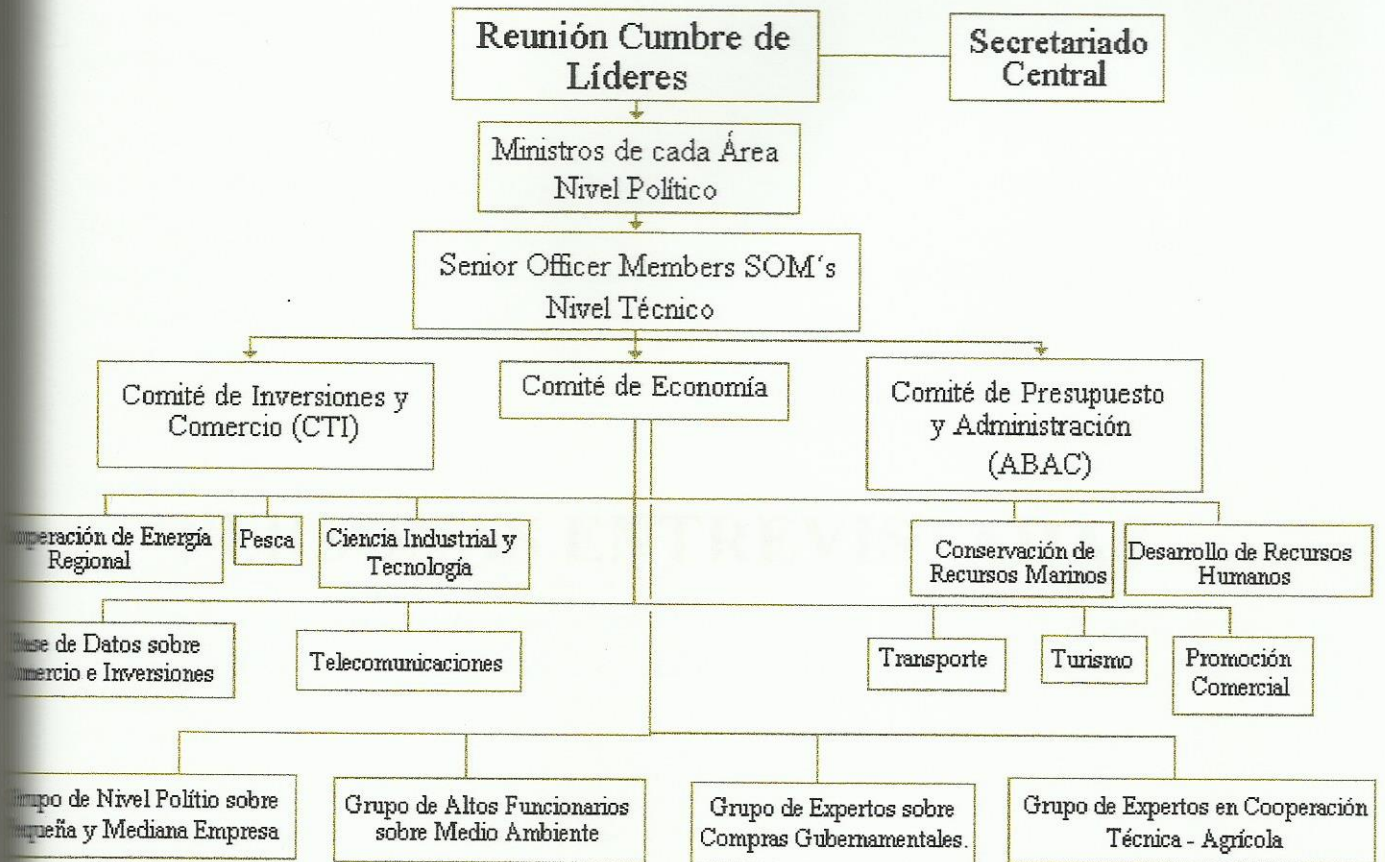 Reunión Cumbre de
Líderes
Secretariado
Central
Ministros de cada Área
Nivel Político
Senior Officer Members SOM´s
Nivel Técnico
Comité de Inversiones y
Comercio (CTI)
Comité de Economía
Comité de Presupuesto
y Administración
(ABAC)
de Energía
Regional
Pesca
Ciencia Industrial y
Tecnología
Conservación de
Recursos Marinos
Desarrollo de Recursos
Humanos
de Datos sobre
e Inversiones
Telecomunicaciones
Transporte
Turismo
Promoción
Comercial
de Nivel Polítio sobre
y Mediana Empresa
Grupo de Altos Funcionarios
sobre Medio Ambiente
Grupo de Expertos sobre
Compras Gubernamentales.
Grupo de Expertos en Cooperación
Técnica - Agrícola